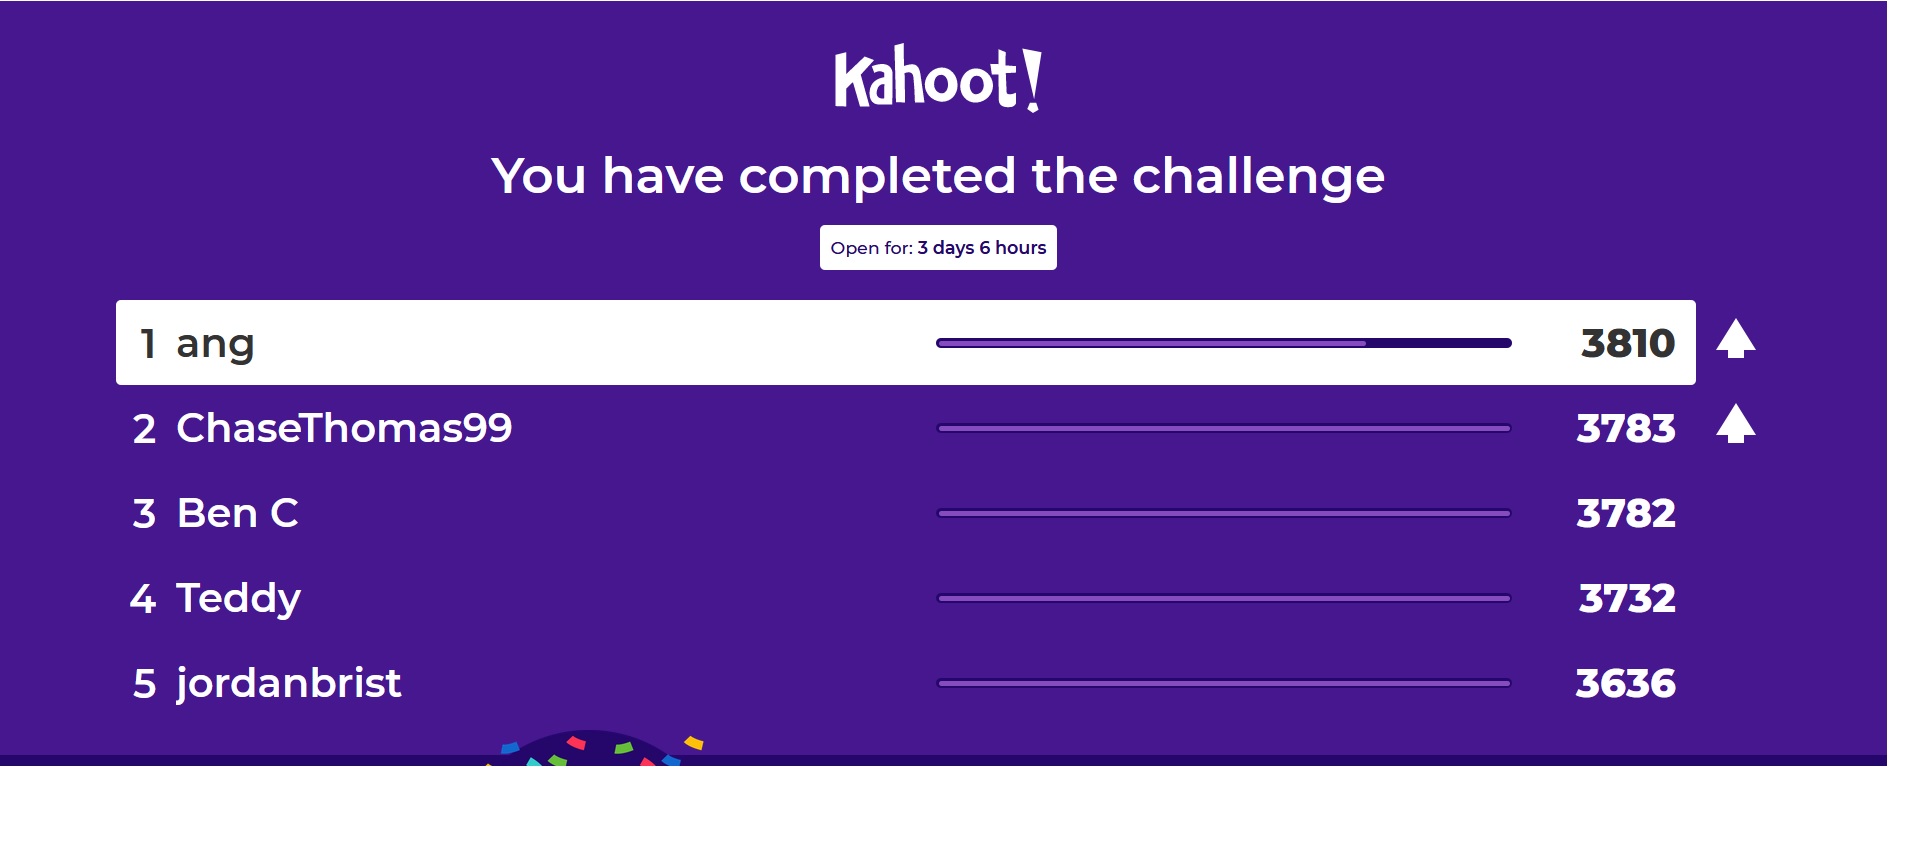 Kahoot!
You have completed the challenge
Open for: 3 days 6 hours
1 ang 3810
2 ChaseThomas99 3783
3 Ben C 3782
4 Teddy 3732
5 jordanbrist 3636